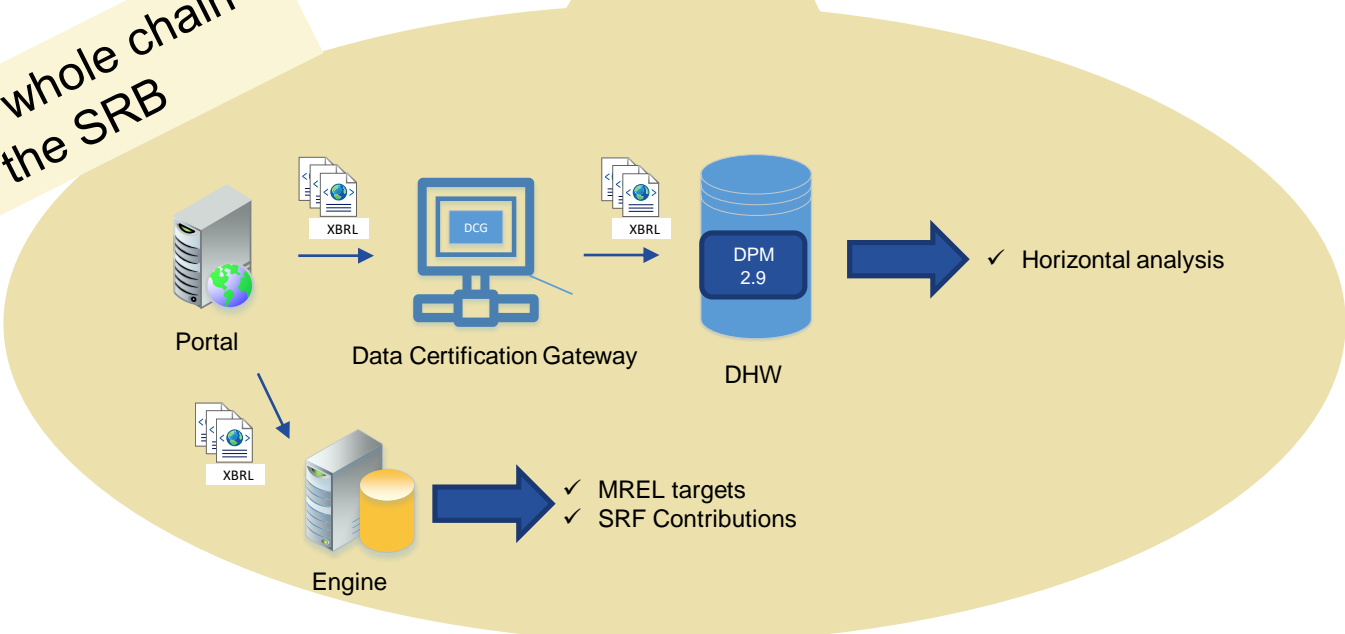 whole chain
the SRB
XBRL
XBRL
DCG
DPM
2.9
✓ Horizontal analysis
Portal
Data Certification Gateway
DHW
XBRL
✓ MREL targets
✓ SRF Contributions
Engine